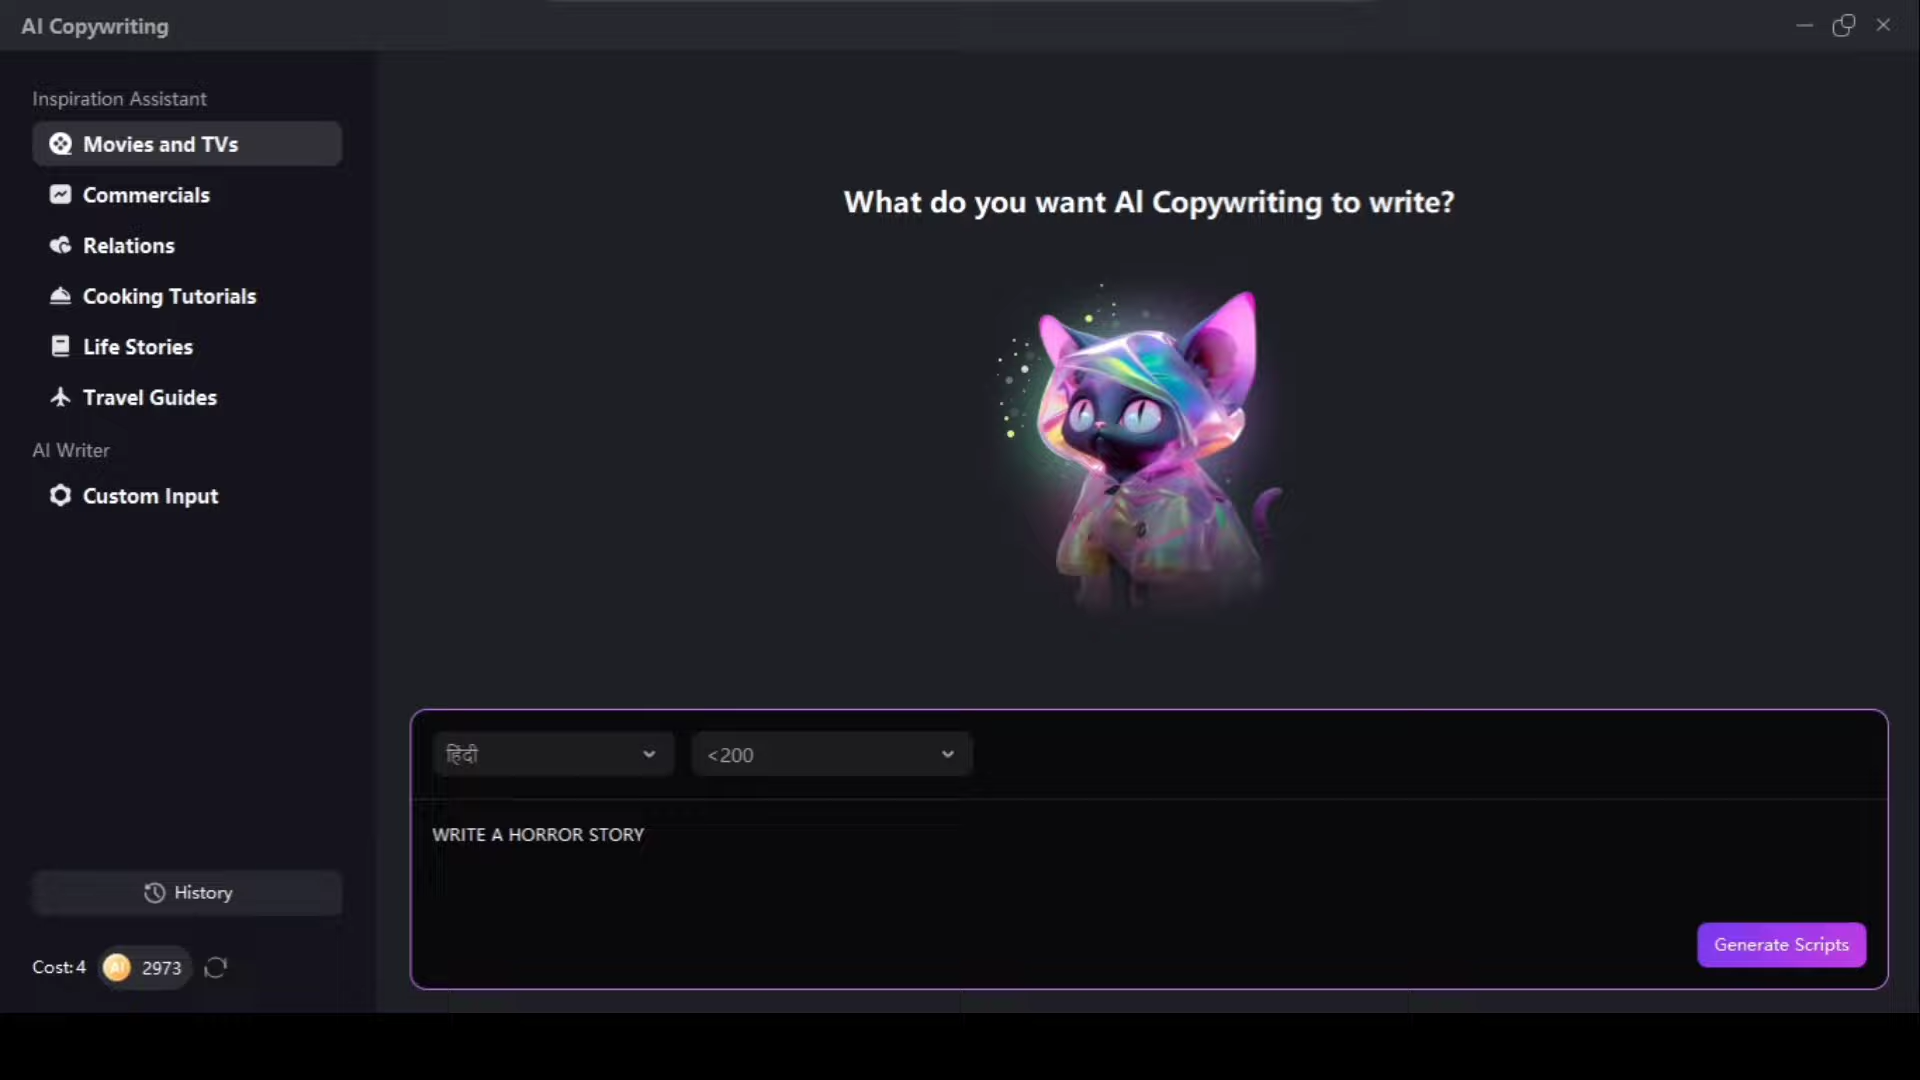 AI Copywriting
Inspiration Assistant
Movies and TVs
Commercials
Relations
Cooking Tutorials
Life Stories
Travel Guides
AI Writer
Custom Input
History
Cost:4
AI
2973
What do you want AI Copywriting to write?
हिंदी
<200
WRITE A HORROR STORY
Generate Scripts